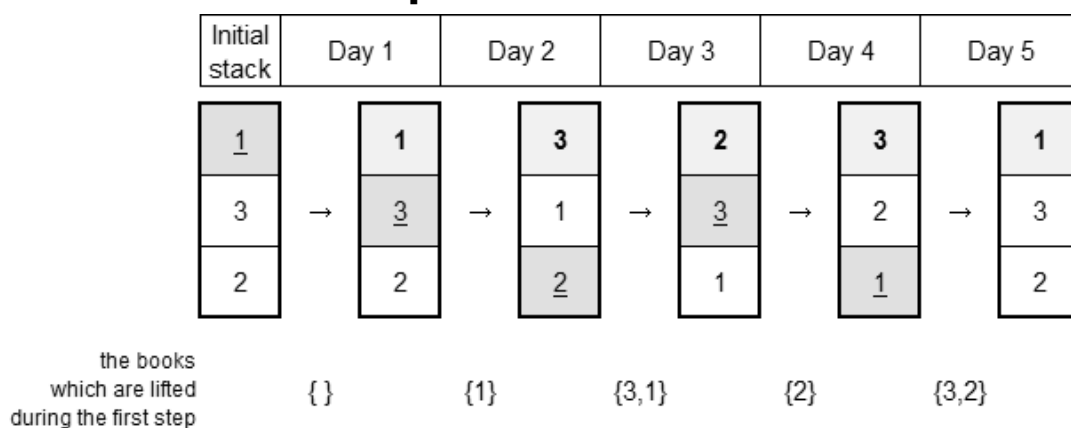 Initial stack Day 1 Day 2 Day 3 Day 4 Day 5
1 1 3 2 3 1
3 → 3 → 1 → 3 → 2 → 3
2 2 2 1 1 2
the books which are lifted during the first step { } {1} {3,1} {2} {3,2}